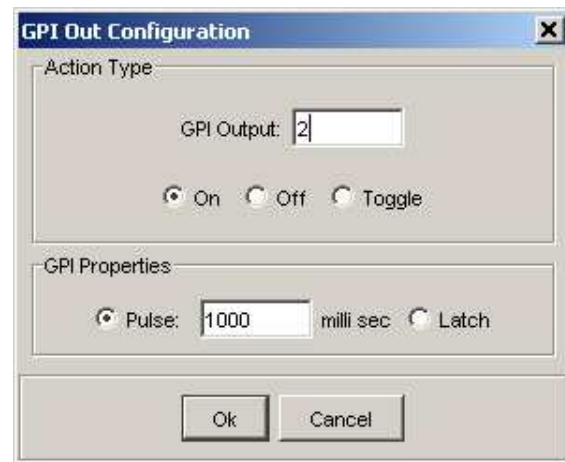 GPI Out Configuration
Action Type
GPI Output: 2
On Off Toggle
GPI Properties
Pulse: 1000 milli sec Latch
Ok Cancel